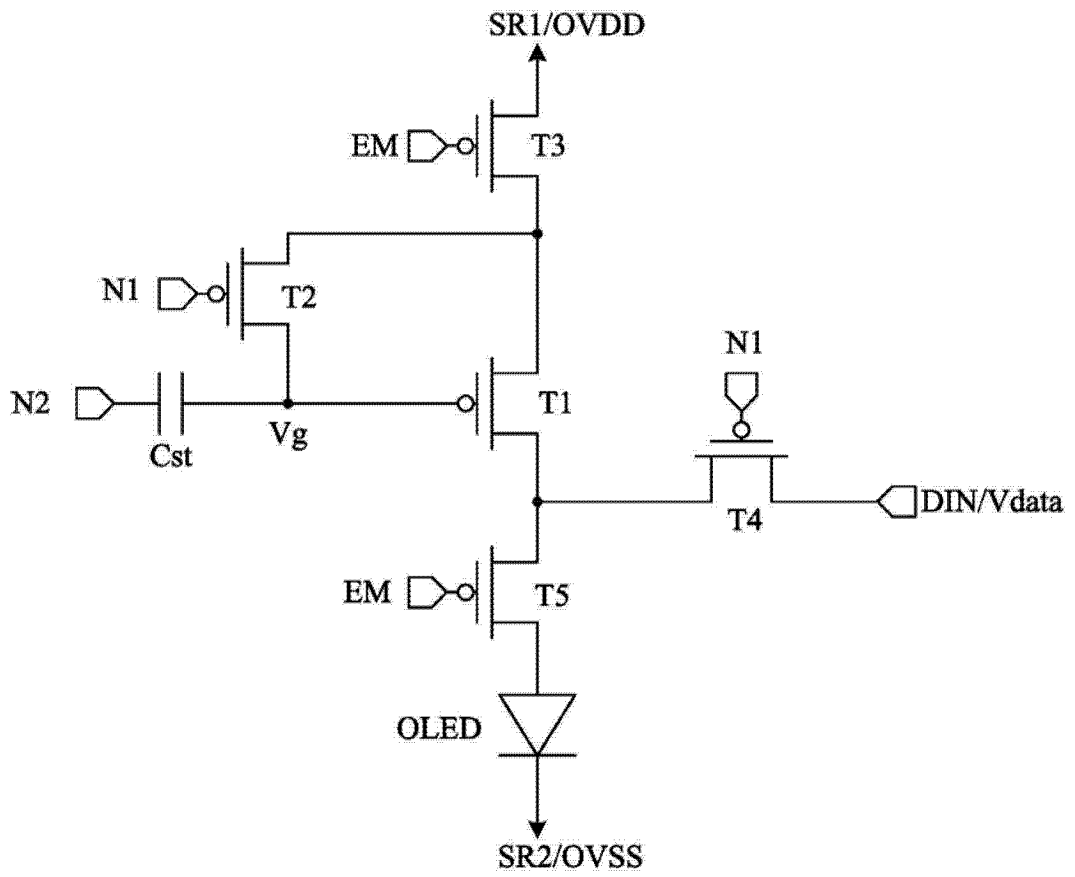 SR1/OVDD
EM
T3
N1
T2
N1
N2
T1
Vg
Cst
DIN/Vdata
T4
EM
T5
OLED
SR2/OVSS